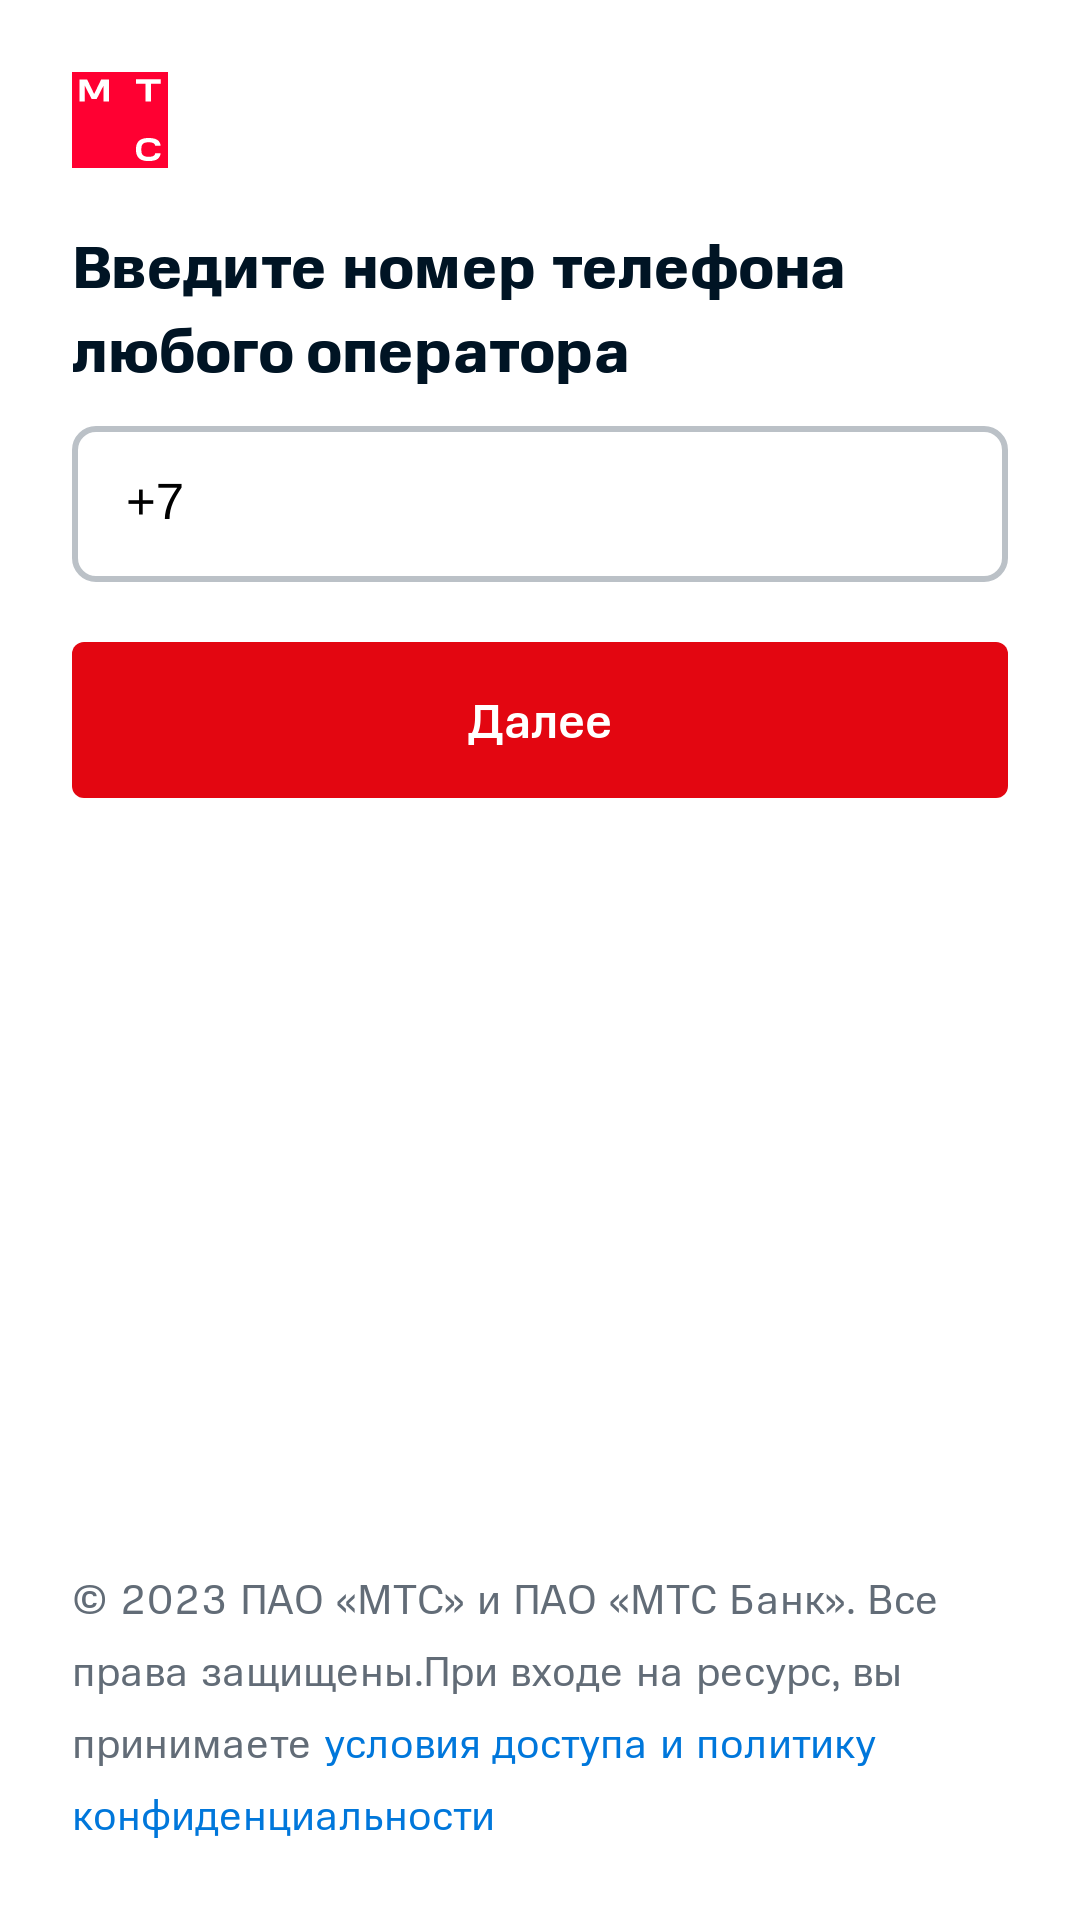 М Т
С
Введите номер телефона
любого оператора
+7
Далее
© 2023 ПАО «МТС» и ПАО «МТС Банк». Все
права защищены.При входе на ресурс, вы
принимаете условия доступа и политику
конфиденциальности